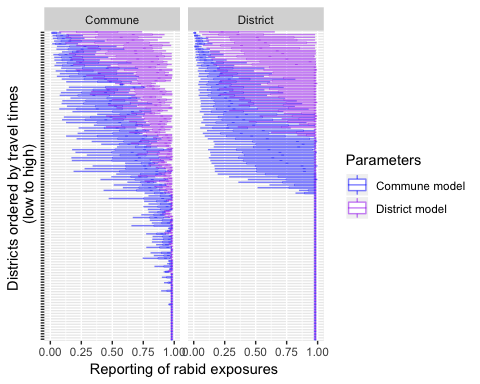 Commune
District
Districts ordered by travel times
(low to high)
0.00 0.25 0.50 0.75 1.00 0.00 0.25 0.50 0.75 1.00
Reporting of rabid exposures
Parameters
Commune model
District model